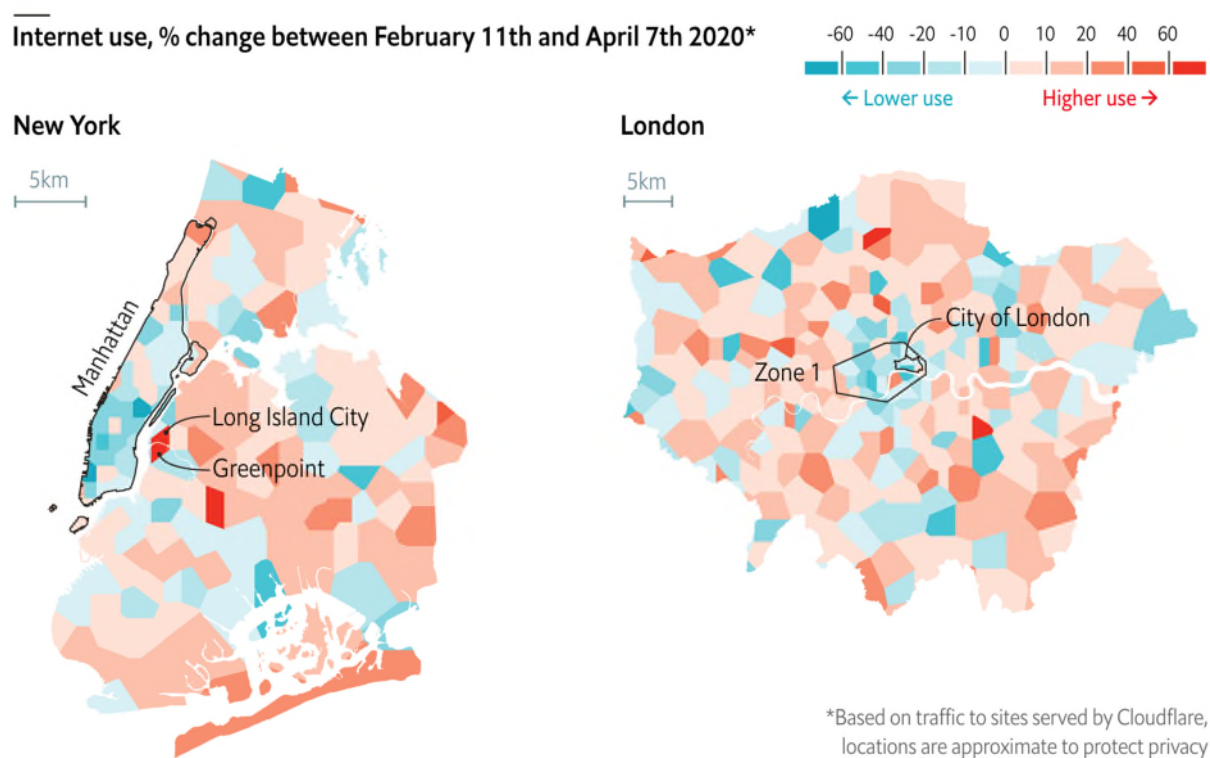 Internet use, % change between February 11th and April 7th 2020*
-60 -40 -20 -10 0 10 20 40 60
← Lower use
Higher use →
New York
5km
Manhattan
Long Island City
Greenpoint
London
5km
City of London
Zone 1
*Based on traffic to sites served by Cloudflare,
locations are approximate to protect privacy